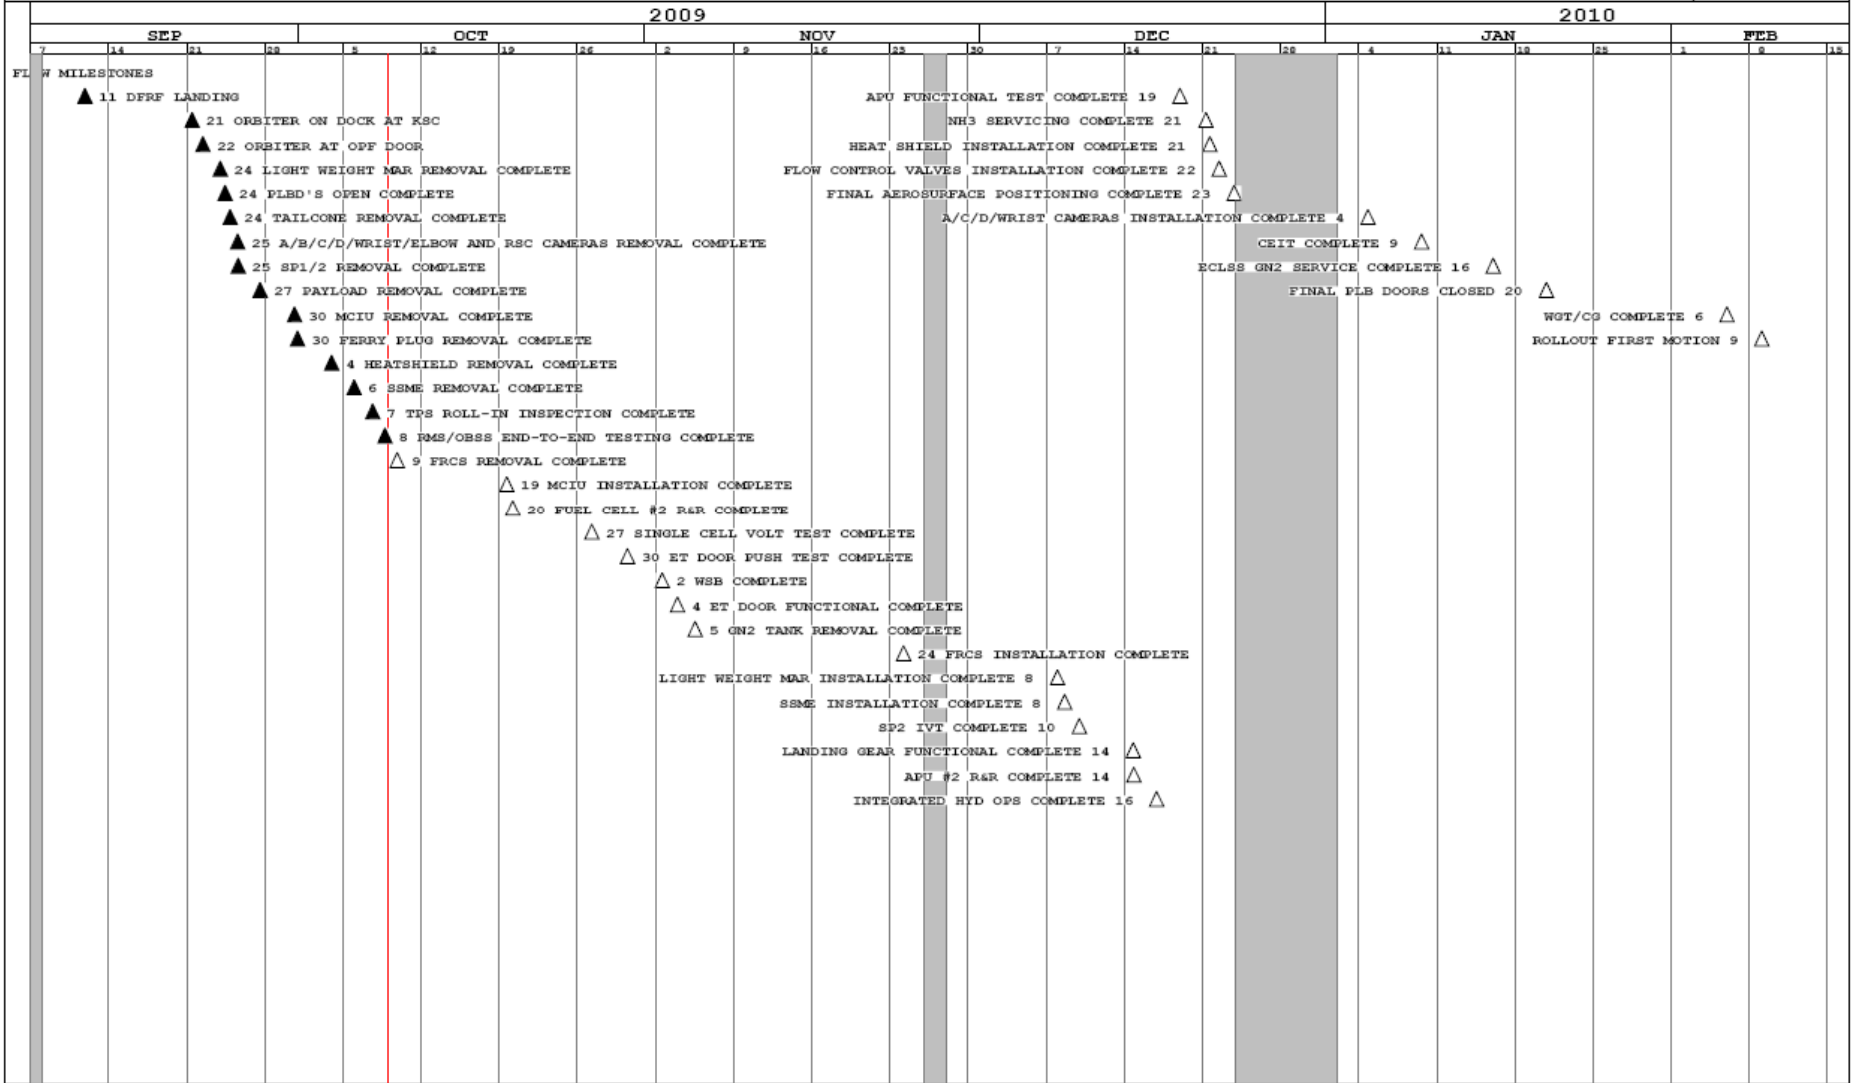 2009 2010
SEP OCT NOV DEC JAN FEB
7 14 21 28 5 12 19 26 2 9 16 23 30 7 14 21 28 4 11 18 25 1 8 15
FLOW MILESTONES
11 DFRF LANDING APU FUNCTIONAL TEST COMPLETE 19
21 ORBITER ON DOCK AT KSC NH3 SERVICING COMPLETE 21
22 ORBITER AT OPF DOOR HEAT SHIELD INSTALLATION COMPLETE 21
24 LIGHT WEIGHT MAR REMOVAL COMPLETE FLOW CONTROL VALVES INSTALLATION COMPLETE 22
24 PLBD'S OPEN COMPLETE FINAL AEROSURFACE POSITIONING COMPLETE 23
24 TAILCONE REMOVAL COMPLETE A/C/D/WRIST CAMERAS INSTALLATION COMPLETE 4
25 A/B/C/D/WRIST/ELBOW AND RSC CAMERAS REMOVAL COMPLETE CEIT COMPLETE 9
25 SP1/2 REMOVAL COMPLETE ECLSS GN2 SERVICE COMPLETE 16
27 PAYLOAD REMOVAL COMPLETE FINAL PLB DOORS CLOSED 20
30 MCIU REMOVAL COMPLETE WGT/CG COMPLETE 6
30 FERRY PLUG REMOVAL COMPLETE ROLLOUT FIRST MOTION 9
4 HEATSHIELD REMOVAL COMPLETE
6 SSME REMOVAL COMPLETE
7 TPS ROLL-IN INSPECTION COMPLETE
8 RMS/OBSS END-TO-END TESTING COMPLETE
9 FRCS REMOVAL COMPLETE
19 MCIU INSTALLATION COMPLETE
20 FUEL CELL #2 R&R COMPLETE
27 SINGLE CELL VOLT TEST COMPLETE
30 ET DOOR PUSH TEST COMPLETE
2 WSB COMPLETE
4 ET DOOR FUNCTIONAL COMPLETE
5 GN2 TANK REMOVAL COMPLETE
24 FRCS INSTALLATION COMPLETE
LIGHT WEIGHT MAR INSTALLATION COMPLETE 8
SSME INSTALLATION COMPLETE 8
SP2 IVT COMPLETE 10
LANDING GEAR FUNCTIONAL COMPLETE 14
APU #2 R&R COMPLETE 14
INTEGRATED HYD OPS COMPLETE 16